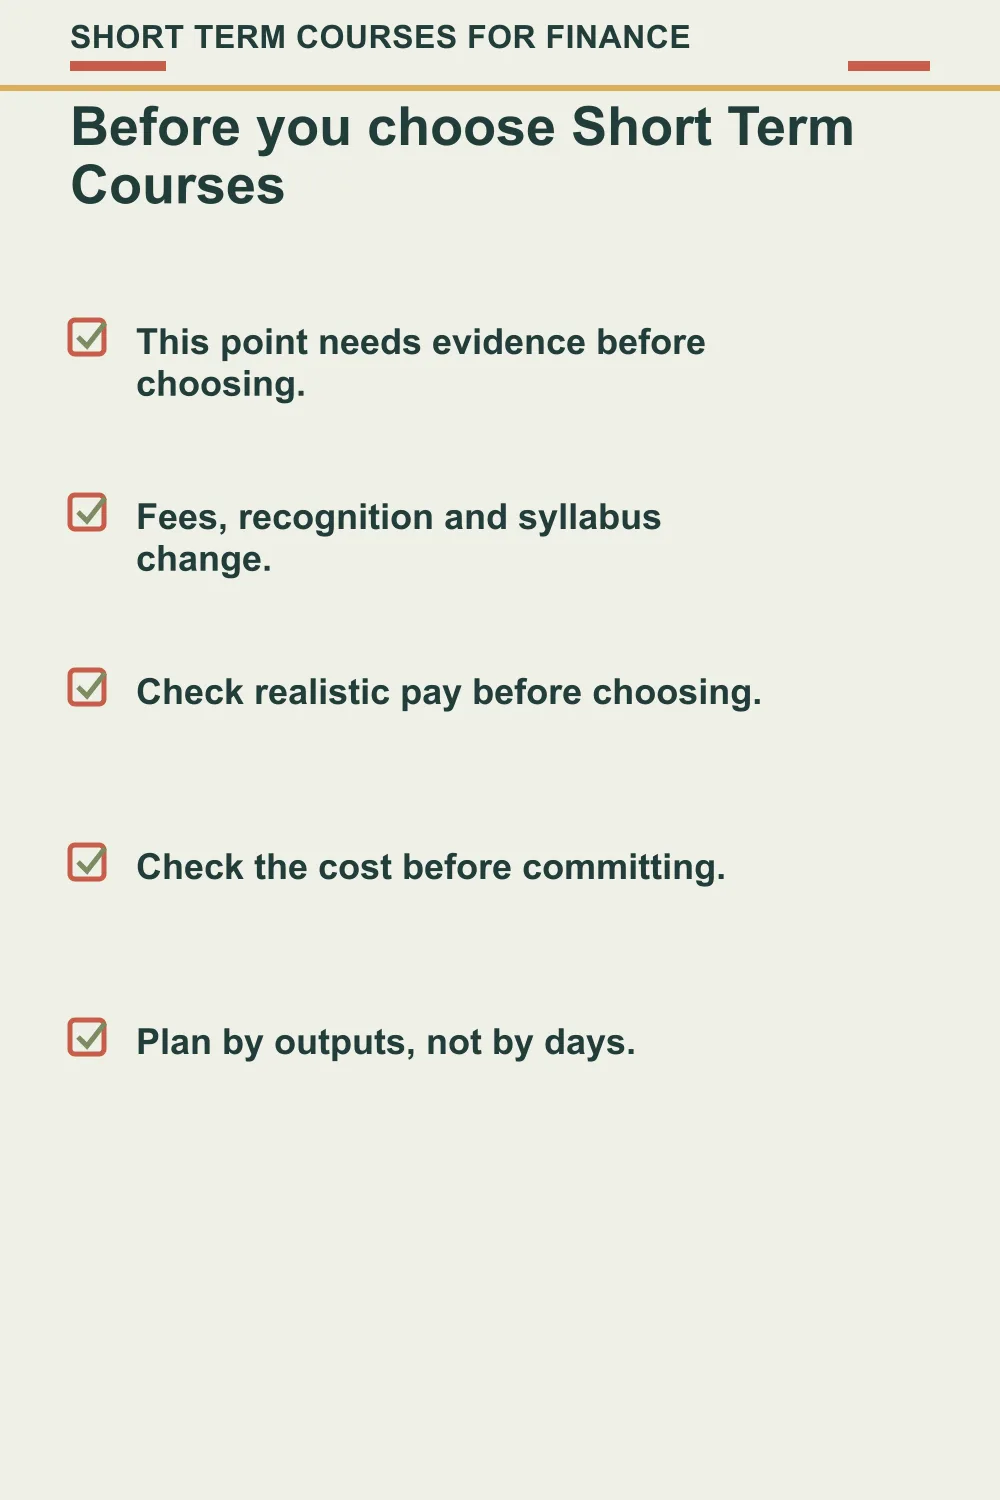 SHORT TERM COURSES FOR FINANCE
Before you choose Short Term
Courses
This point needs evidence before
choosing.
Fees, recognition and syllabus
change.
Check realistic pay before choosing.
Check the cost before committing.
Plan by outputs, not by days.